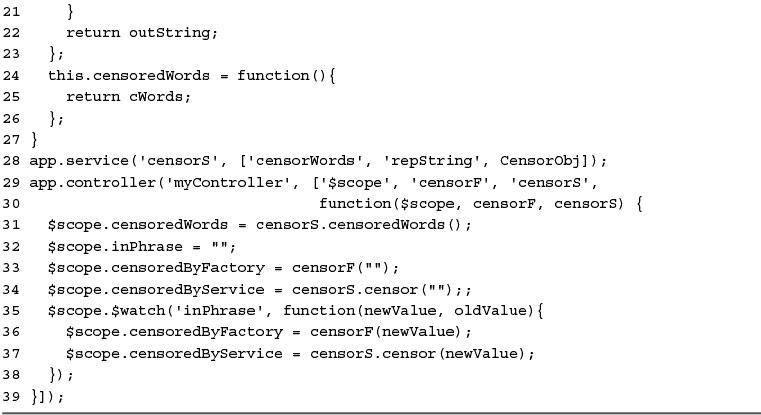 21     }
22     return outString;
23   };
24   this.censoredWords = function(){
25     return cWords;
26   };
27 }
28 app.service('censorS', ['censorWords', 'repString', CensorObj]);
29 app.controller('myController', ['$scope', 'censorF', 'censorS',
30                                 function($scope, censorF, censorS) {
31   $scope.censoredWords = censorS.censoredWords();
32   $scope.inPhrase = "";
33   $scope.censoredByFactory = censorF("");
34   $scope.censoredByService = censorS.censor("");;
35   $scope.$watch('inPhrase', function(newValue, oldValue){
36     $scope.censoredByFactory = censorF(newValue);
37     $scope.censoredByService = censorS.censor(newValue);
38   });
39 }]);